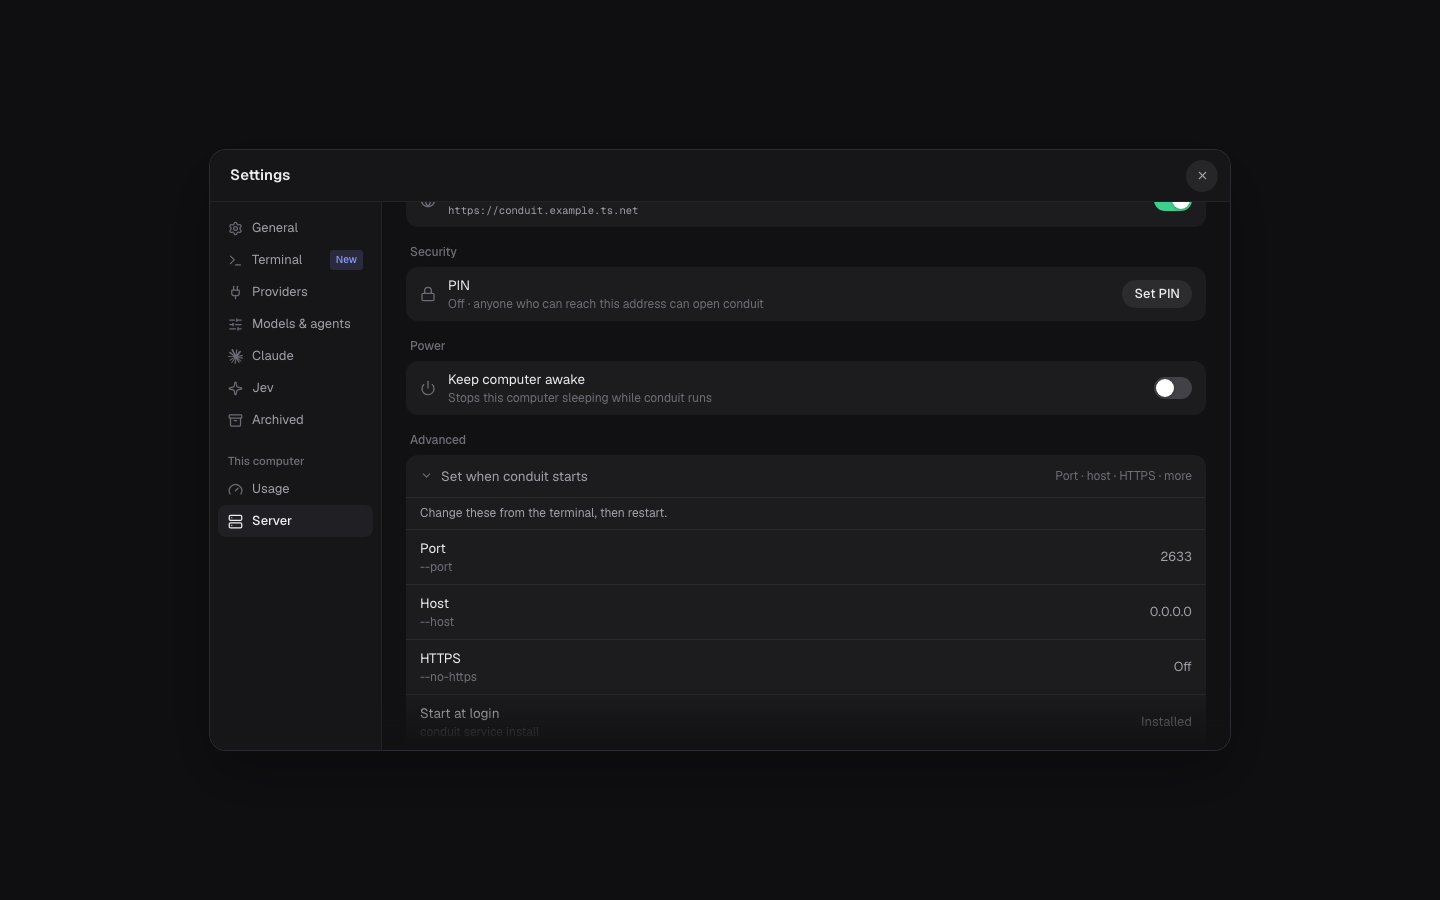 Settings
General
Terminal New
Providers
Models & agents
Claude
Jev
Archived
This computer
Usage
Server
https://conduit.example.ts.net
Security
PIN
Off · anyone who can reach this address can open conduit
Set PIN
Power
Keep computer awake
Stops this computer sleeping while conduit runs
Advanced
Set when conduit starts
Port · host · HTTPS · more
Change these from the terminal, then restart.
Port
--port
2633
Host
--host
0.0.0.0
HTTPS
--no-https
Off
Start at login
conduit service install
Installed